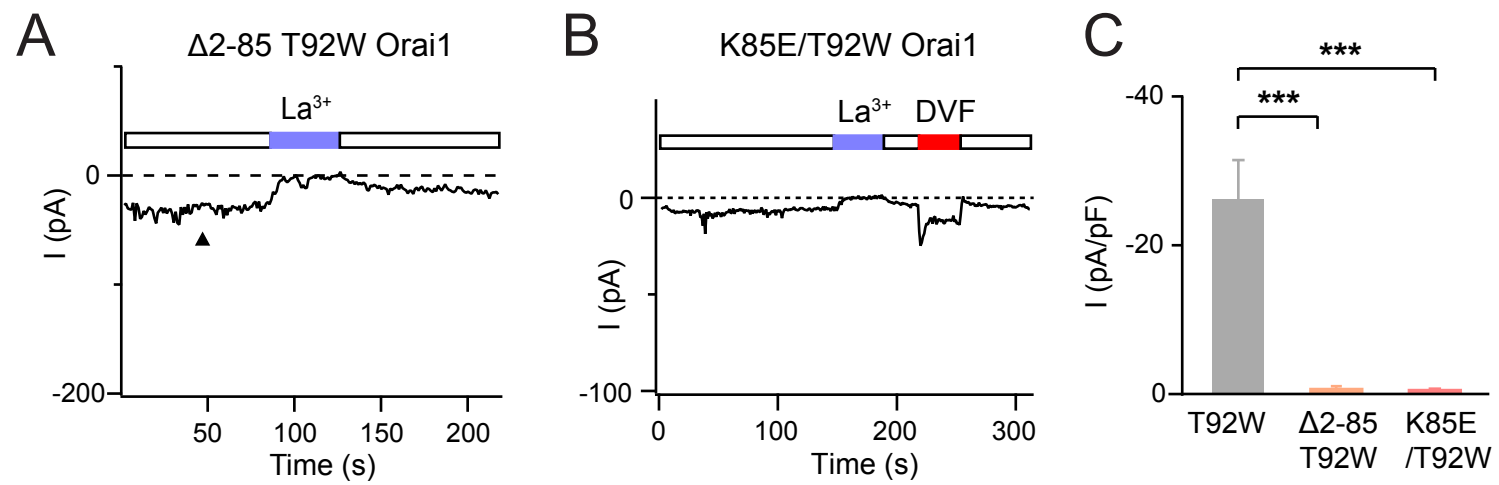 A
Δ2-85 T92W Orai1
La³⁺
0
-200
I (pA)
50
100
150
200
Time (s)
B
K85E/T92W Orai1
La³⁺ DVF
0
-100
I (pA)
0
100
200
300
Time (s)
C
***
***
-40
-20
0
I (pA/pF)
T92W
Δ2-85
T92W
K85E
/T92W